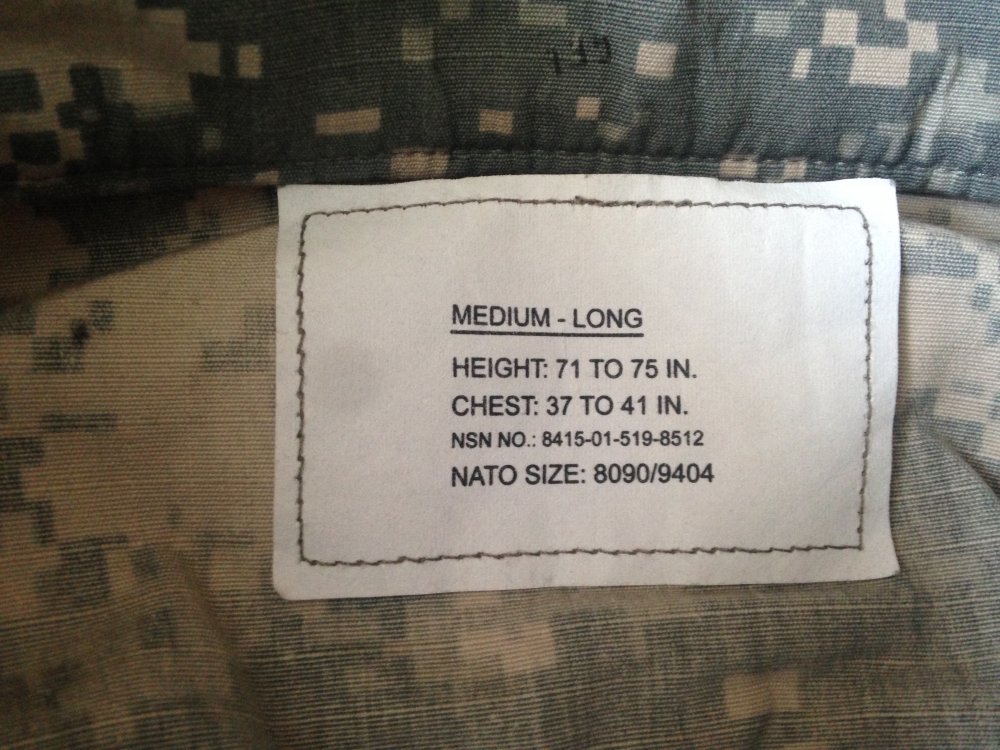 MEDIUM - LONG
HEIGHT: 71 TO 75 IN.
CHEST: 37 TO 41 IN.
NSN NO.: 8415-01-519-8512
NATO SIZE: 8090/9404